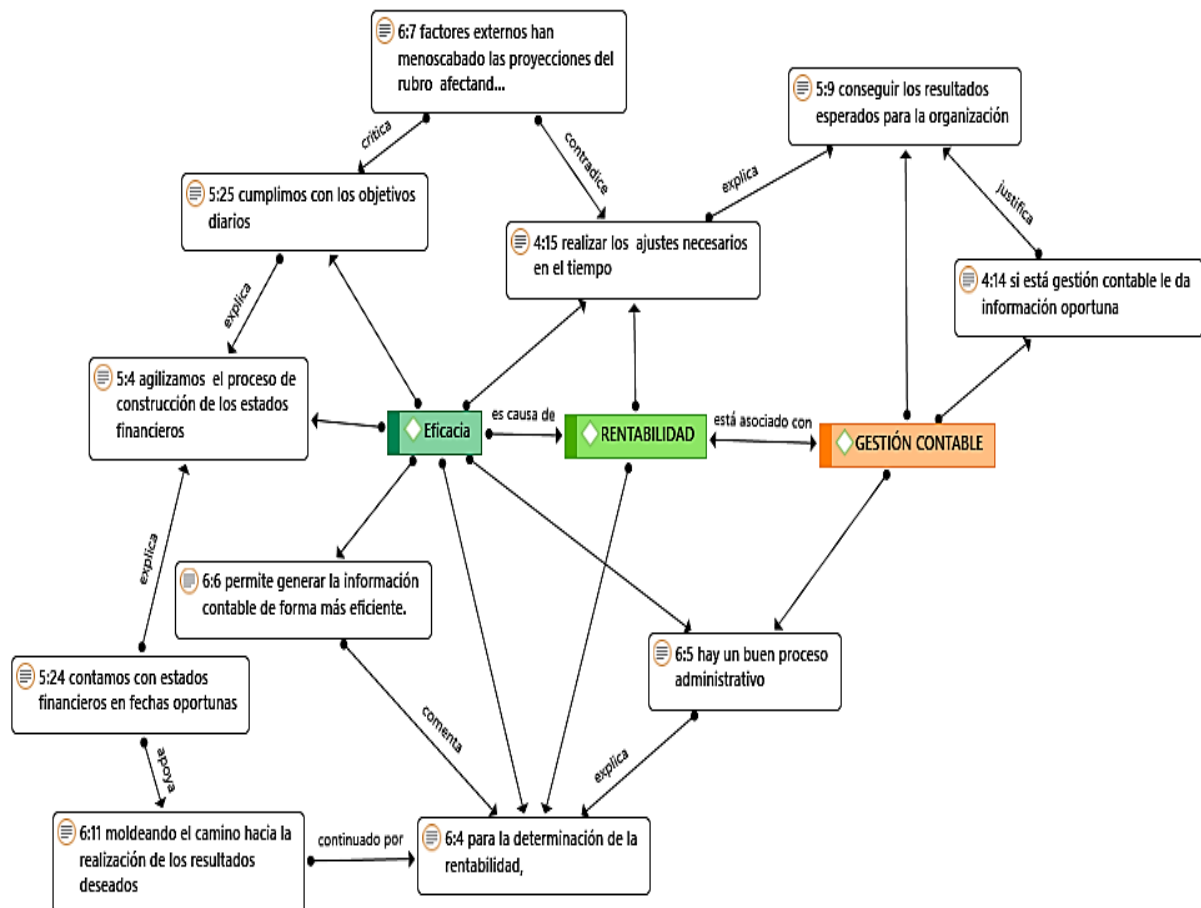 6:7 factores externos han
menoscabado las proyecciones del
rubro afectand...
5:9 conseguir los resultados
esperados para la organización
critica
contradice
explica
justifica
5:25 cumplimos con los objetivos
diarios
4:15 realizar los ajustes necesarios
en el tiempo
4:14 si está gestión contable le da
información oportuna
explica
5:4 agilizamos el proceso de
construcción de los estados
financieros
Eficacia
es causa de
RENTABILIDAD
está asociado con
GESTIÓN CONTABLE
explica
6:6 permite generar la información
contable de forma más eficiente.
5:24 contamos con estados
financieros en fechas oportunas
6:5 hay un buen proceso
administrativo
comenta
explica
apoya
6:11 moldeando el camino hacia la
realización de los resultados
deseados
continuado por
6:4 para la determinación de la
rentabilidad,